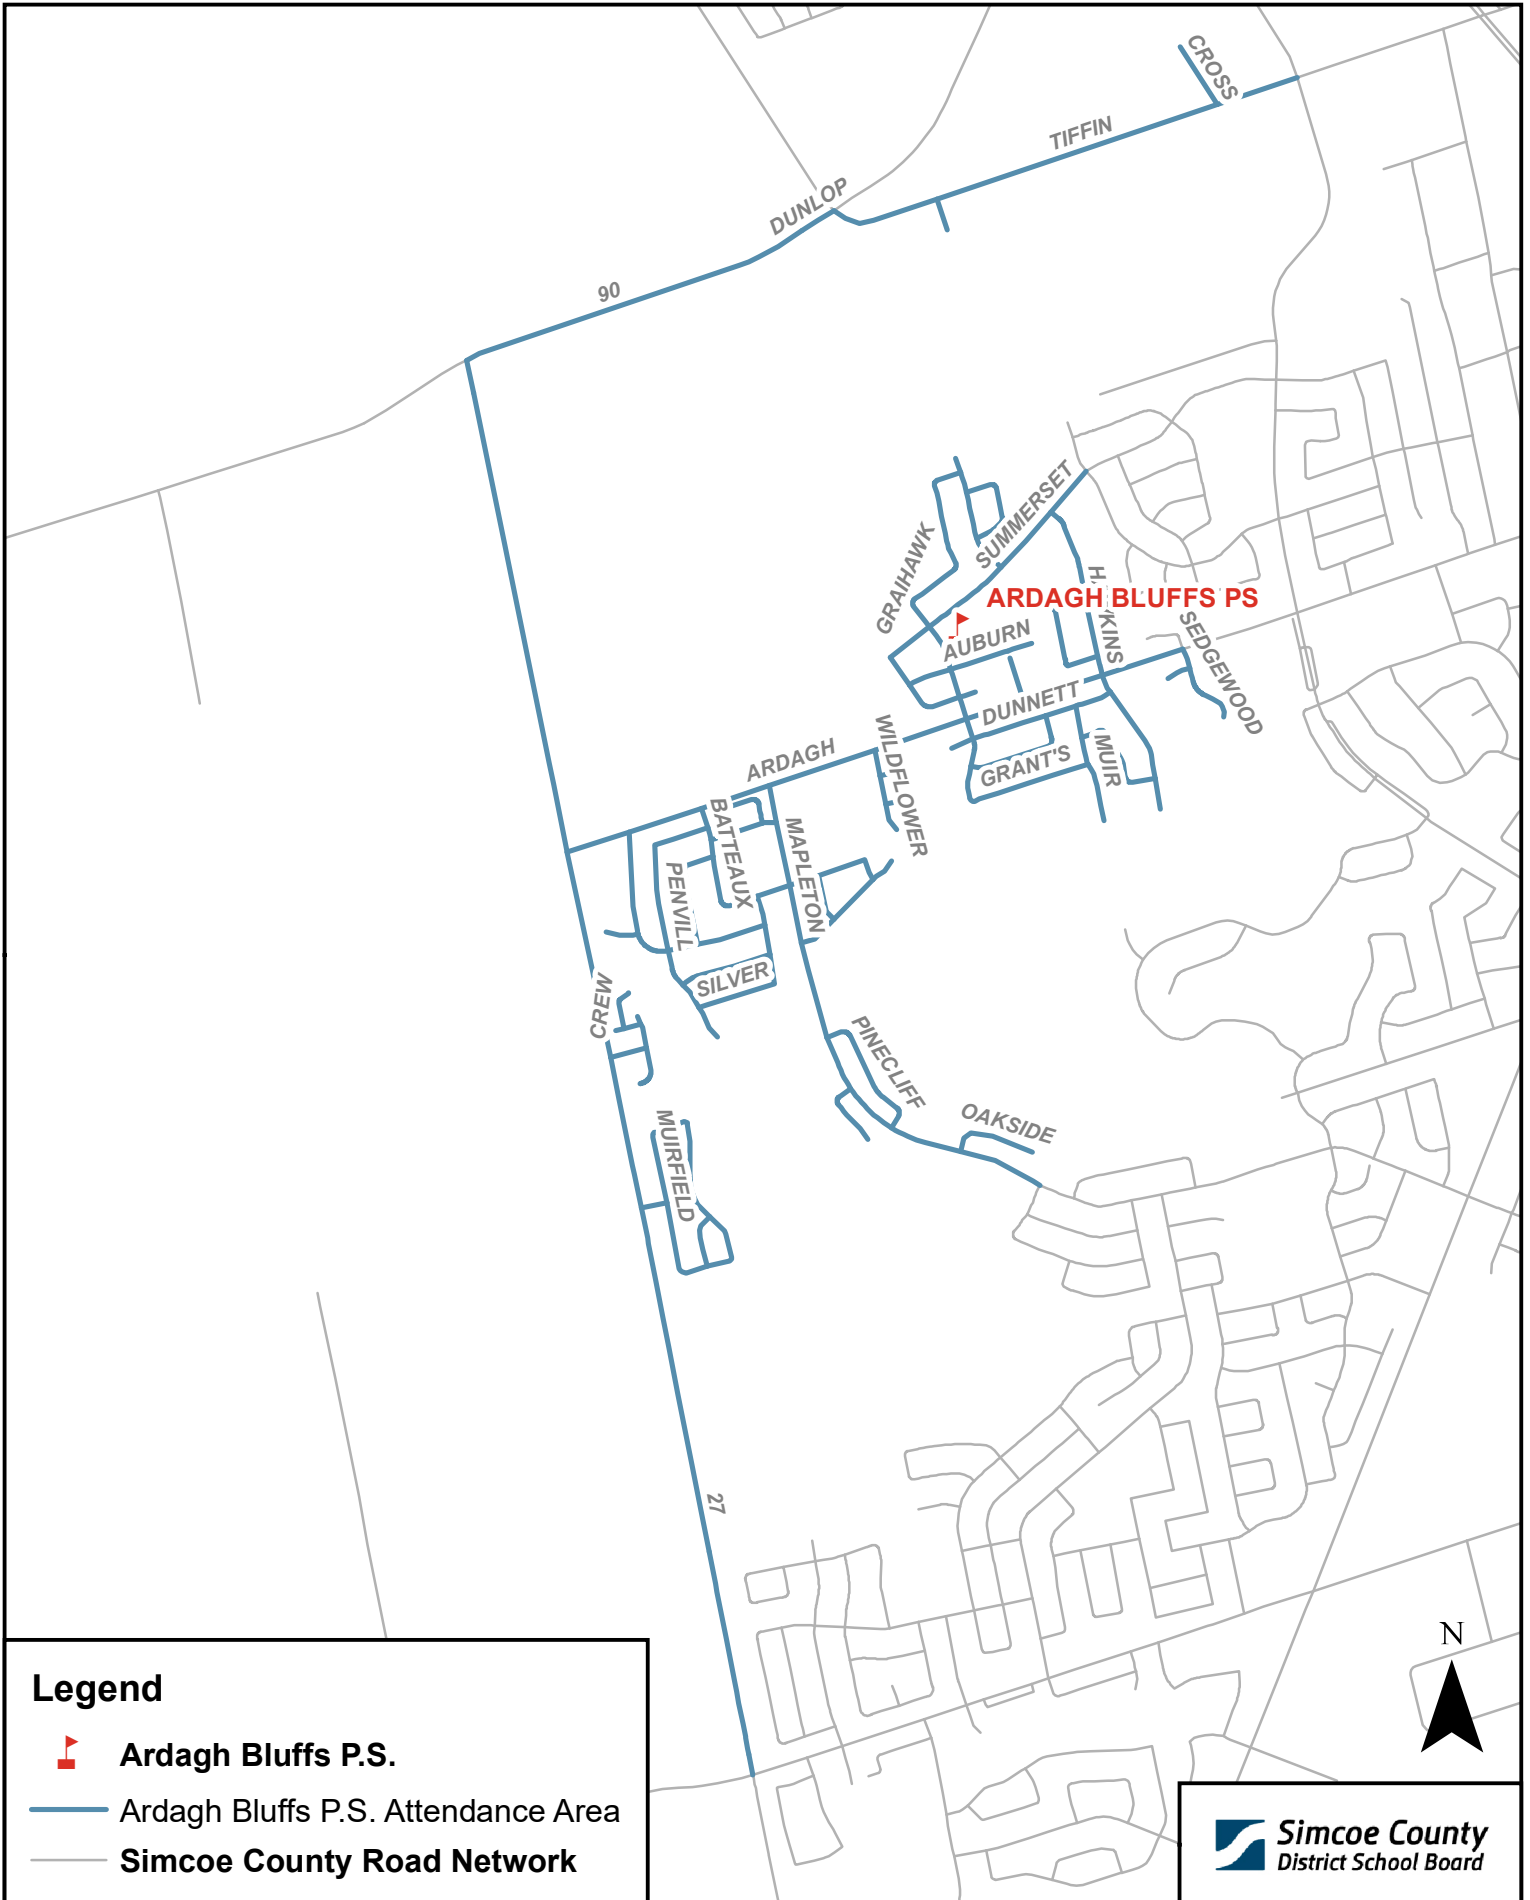 CROSS
TIFFIN
DUNLOP
90
SUMMERSET
GRAIHAWK
ARDAGH BLUFFS PS
AUBURN
SEDGEWOOD
DUNNETT
WILDFLOWER
ARDAGH
MUIR
GRANT'S
BATTEAUX
MAPLETON
PENVILL
SILVER
CREW
PINECLIFF
OAKSIDE
MUIRFIELD
27
N
Legend
Ardagh Bluffs P.S.
Ardagh Bluffs P.S. Attendance Area
Simcoe County Road Network
Simcoe County
District School Board